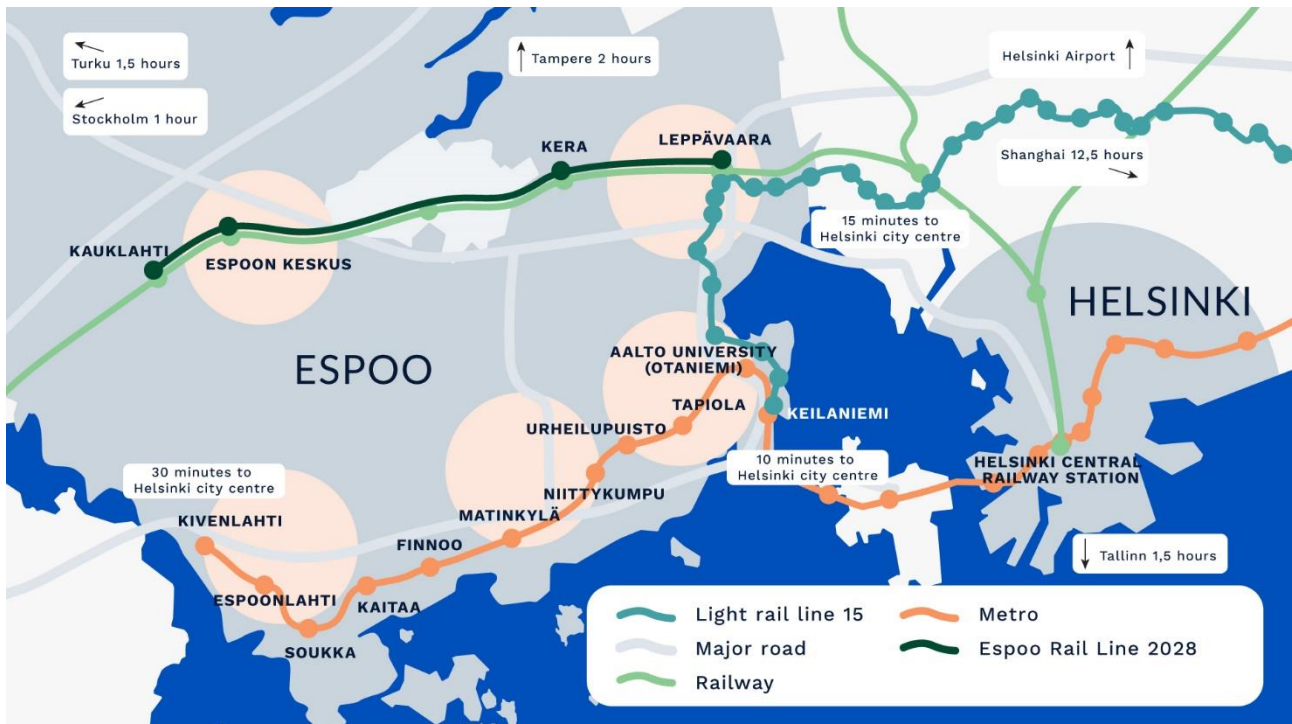 Turku 1,5 hours
Stockholm 1 hour
Tampere 2 hours
Helsinki Airport
Shanghai 12,5 hours
KERA
LEPPÄVAARA
KAUKLAHTI
ESPOON KESKUS
15 minutes to
Helsinki city centre
HELSINKI
ESPOO
AALTO UNIVERSITY
(OTANIEMI)
TAPIOLA
KEILANIEMI
URHEILUPUISTO
10 minutes to
Helsinki city centre
HELSINKI CENTRAL
RAILWAY STATION
30 minutes to
Helsinki city centre
NIITTYKUMPU
MATINKYLÄ
KIVENLAHTI
FINNOO
Tallinn 1,5 hours
ESPOONLAHTI
KAITAA
SOUKKA
Light rail line 15
Major road
Railway
Metro
Espoo Rail Line 2028